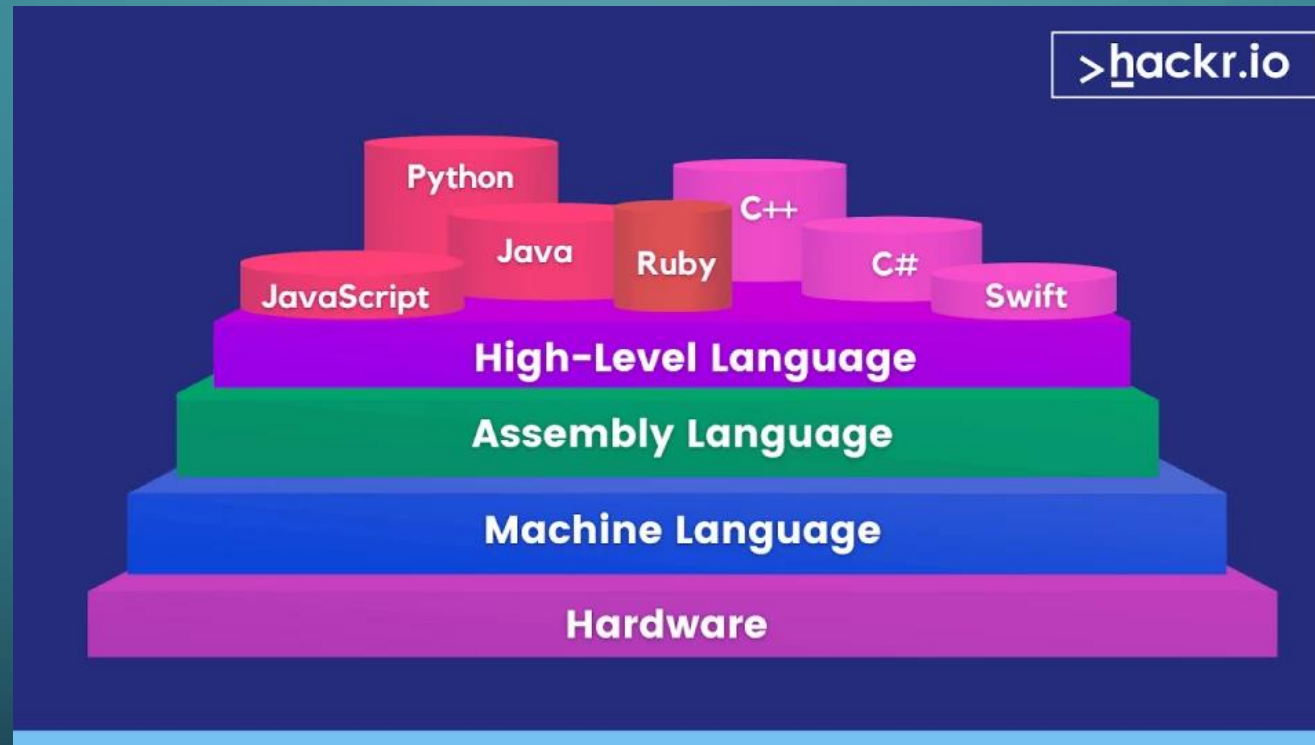 >hackr.io
Python
C++
Java
Ruby
C#
JavaScript
Swift
High-Level Language
Assembly Language
Machine Language
Hardware